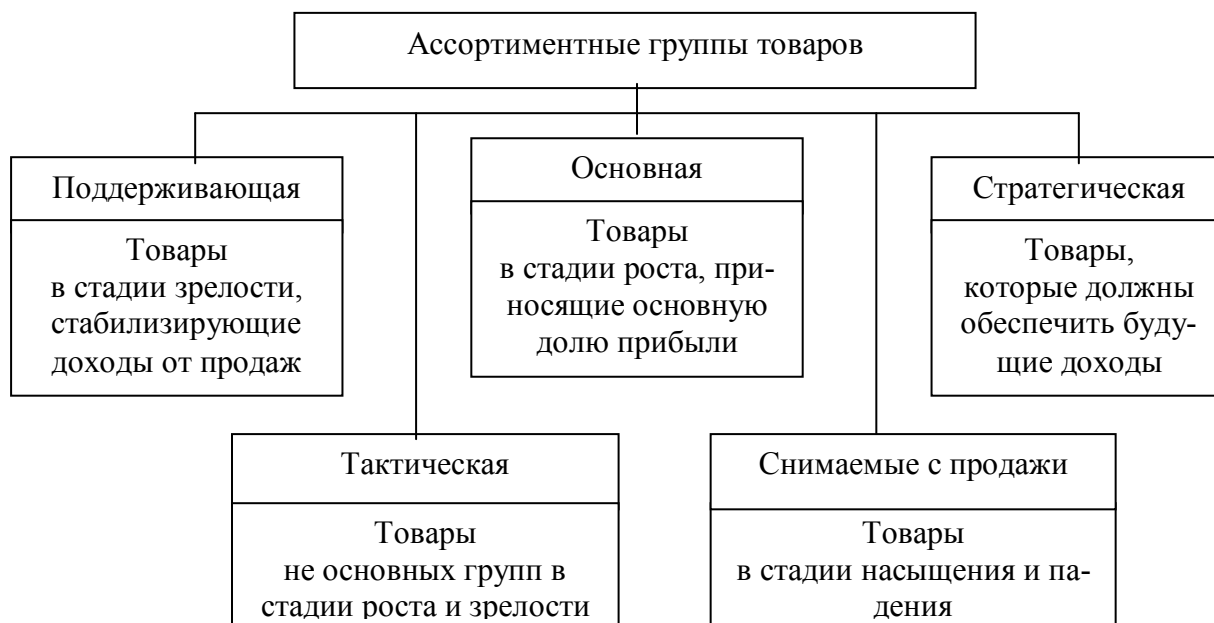 Ассортиментные группы товаров
Поддерживающая
Товары
в стадии зрелости,
стабилизирующие
доходы от продаж
Основная
Товары
в стадии роста, при-
носящие основную
долю прибыли
Стратегическая
Товары,
которые должны
обеспечить буду-
щие доходы
Тактическая
Товары
не основных групп в
стадии роста и зрелости
Снимаемые с продажи
Товары
в стадии насыщения и па-
дения